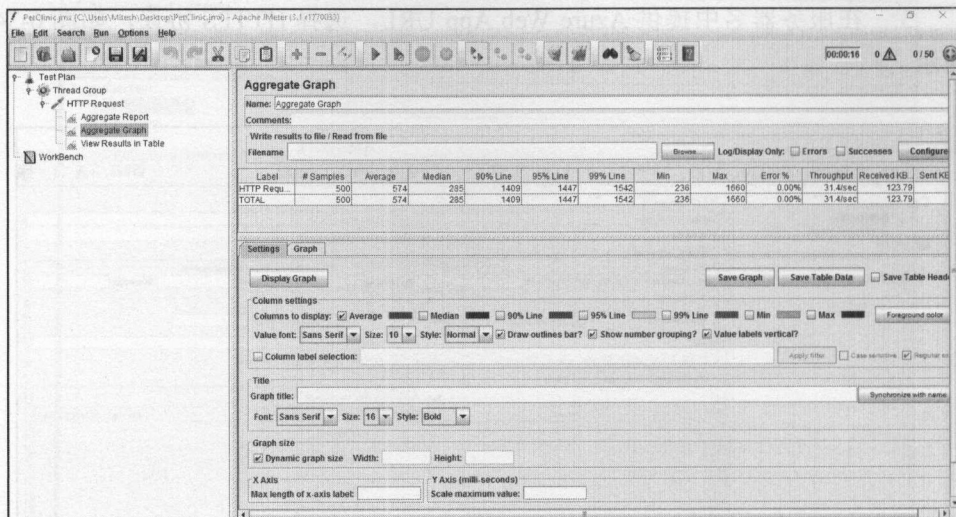 PetClinic.jmx (C:\Users\Mitesh\Desktop\PetClinic.jmx) - Apache JMeter (3.1 r1770033)
File Edit Search Run Options Help
00:00:16 0 0 / 50
Test Plan
Thread Group
HTTP Request
Aggregate Report
Aggregate Graph
View Results in Table
WorkBench
Aggregate Graph
Name: Aggregate Graph
Comments:
Write results to file / Read from file
Filename Browse... Log/Display Only: Errors Successes Configure
Label # Samples Average Median 90% Line 95% Line 99% Line Min Max Error % Throughput Received KB... Sent KB
HTTP Requ... 500 574 285 1409 1447 1542 236 1660 0.00% 31.4/sec 123.79
TOTAL 500 574 285 1409 1447 1542 236 1660 0.00% 31.4/sec 123.79
Settings Graph
Display Graph Save Graph Save Table Data Save Table Heade
Column settings
Columns to display: Average Median 90% Line 95% Line 99% Line Min Max Foreground color
Value font: Sans Serif Size: 10 Style: Normal Draw outlines bar? Show number grouping? Value labels vertical?
Column label selection: Apply filter Case sensitive Regular
Title
Graph title: Synchronize with name
Font: Sans Serif Size: 16 Style: Bold
Graph size
Dynamic graph size Width: Height:
X Axis Y Axis (milli-seconds)
Max length of x-axis label: Scale maximum value: